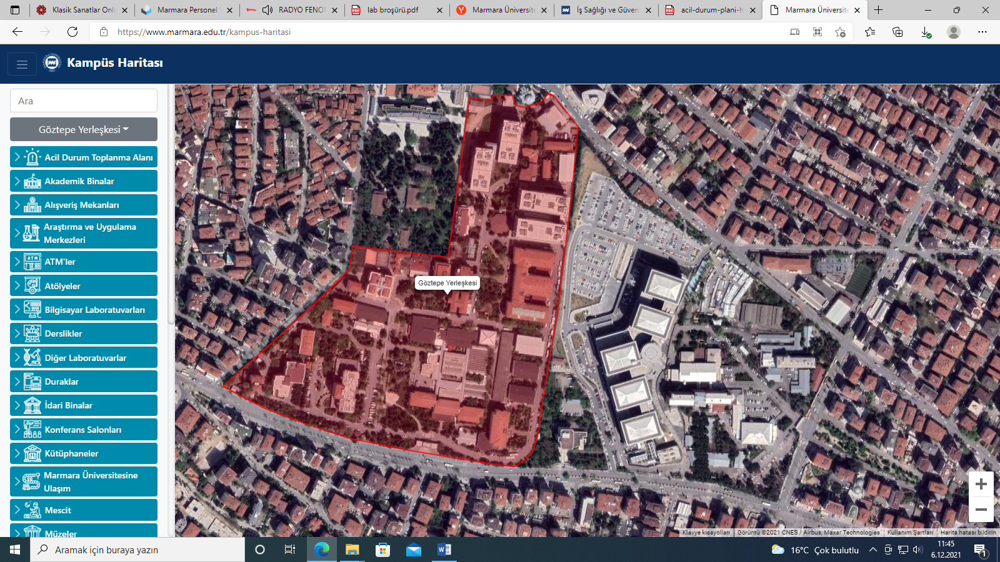 Klasik Sanatlar Onli
Marmara Personel
RADYO FENO
lab broşürü.pdf
Marmara Üniversite
İş Sağlığı ve Güven
acil-durum-plani-h
Marmara Üniversite
https://www.marmara.edu.tr/kampus-haritasi
Kampüs Haritası
Ara
Göztepe Yerleşkesi
Acil Durum Toplanma Alanı
Akademik Binalar
Alışveriş Mekanları
Araştırma ve Uygulama
Merkezleri
ATM
ATM'ler
Atölyeler
Bilgisayar Laboratuvarları
Derslikler
Diğer Laboratuvarlar
Duraklar
İdari Binalar
Konferans Salonları
Kütüphaneler
Marmara Üniversitesine
Ulaşım
Mescit
Müzeler
Göztepe Yerleşkesi
Klavye kısayolları
Görüntü ©2021 CNES / Airbus, Maxar Technologies
Kullanım Şartları
Harita hatası bildirin
Aramak için buraya yazın
16°C Çok bulutlu
11:45
6.12.2021
1